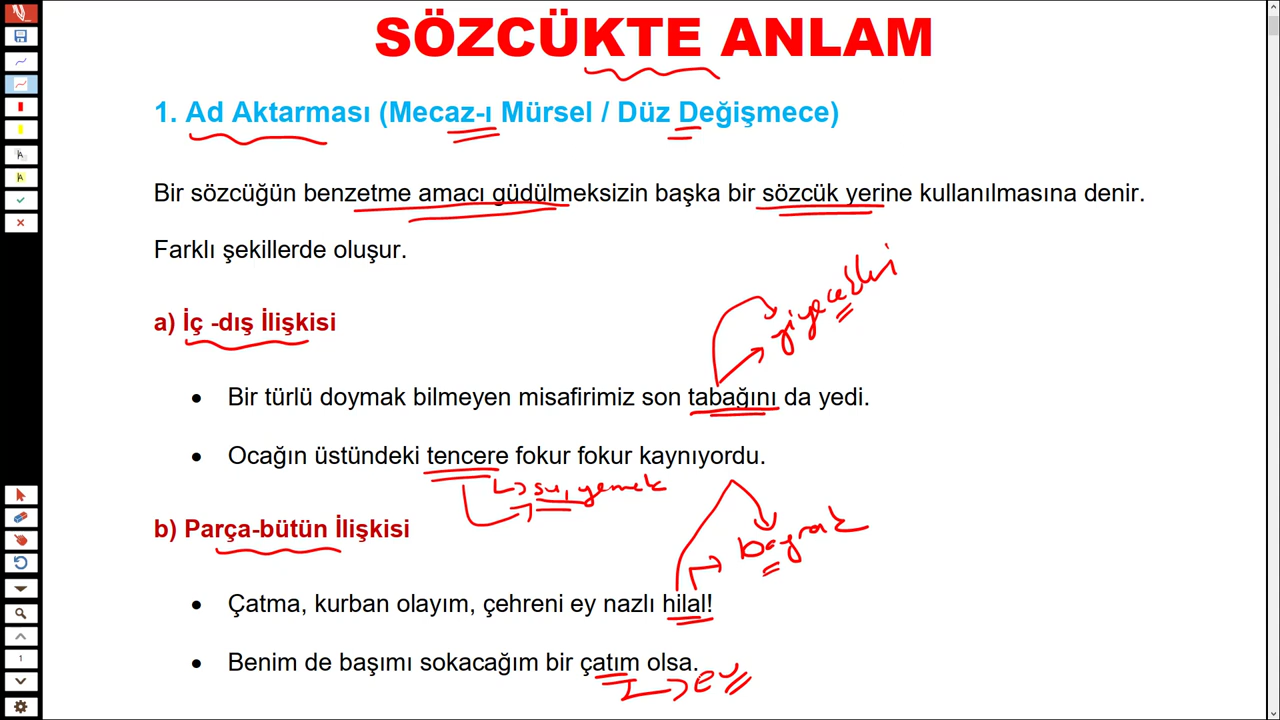 SÖZCÜKTE ANLAM
1. Ad Aktarması (Mecaz-ı Mürsel / Düz Değişmece)
Bir sözcüğün benzetme amacı güdülmeksizin başka bir sözcük yerine kullanılmasına denir.
Farklı şekillerde oluşur.
yiyecekleri
a) İç -dış İlişkisi
• Bir türlü doymak bilmeyen misafirimiz son tabağını da yedi.
• Ocağın üstündeki tencere fokur fokur kaynıyordu.
su, yemek
b) Parça-bütün İlişkisi
bayrak
• Çatma, kurban olayım, çehreni ey nazlı hilal!
• Benim de başımı sokacağım bir çatım olsa.
ev
1